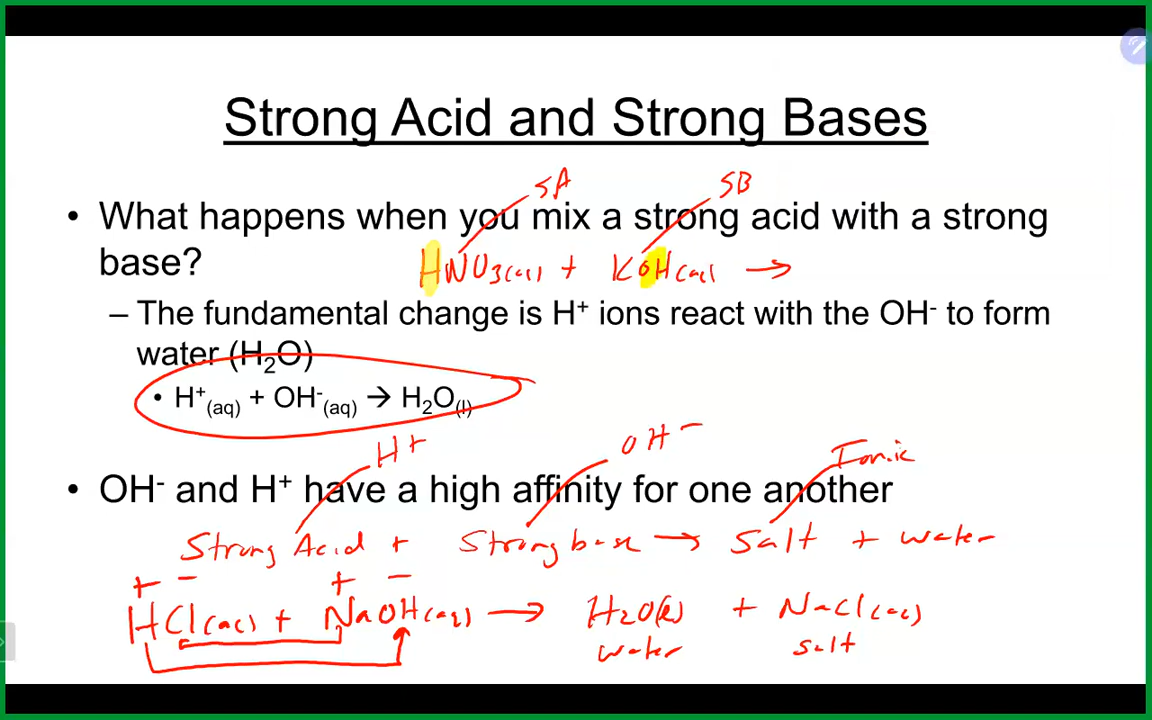 Strong Acid and Strong Bases
SA SB
• What happens when you mix a strong acid with a strong
base?
HNO3(aq) + KOH(aq) →
– The fundamental change is H⁺ ions react with the OH⁻ to form
water (H₂O)
• H⁺(aq) + OH⁻(aq) → H₂O(l)
H+ OH− Ionic
• OH⁻ and H⁺ have a high affinity for one another
Strong Acid + Strong base → Salt + water
+ − + −
HCl(aq) + NaOH(aq) → H2O(l) + NaCl(aq)
water salt